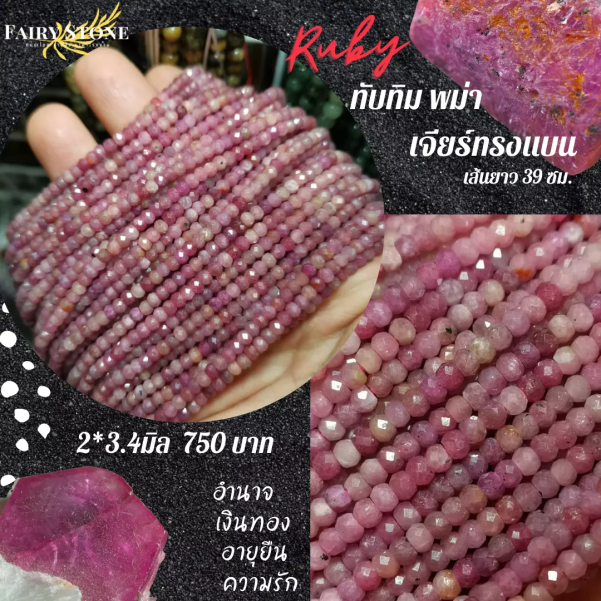 FAIRY STONE
Ruby
ทับทิม พม่า
เจียร์ทรงแบน
เส้นยาว 39 ซม.
2*3.4มิล 750 บาท
อำนาจ
เงินทอง
อายุยืน
ความรัก